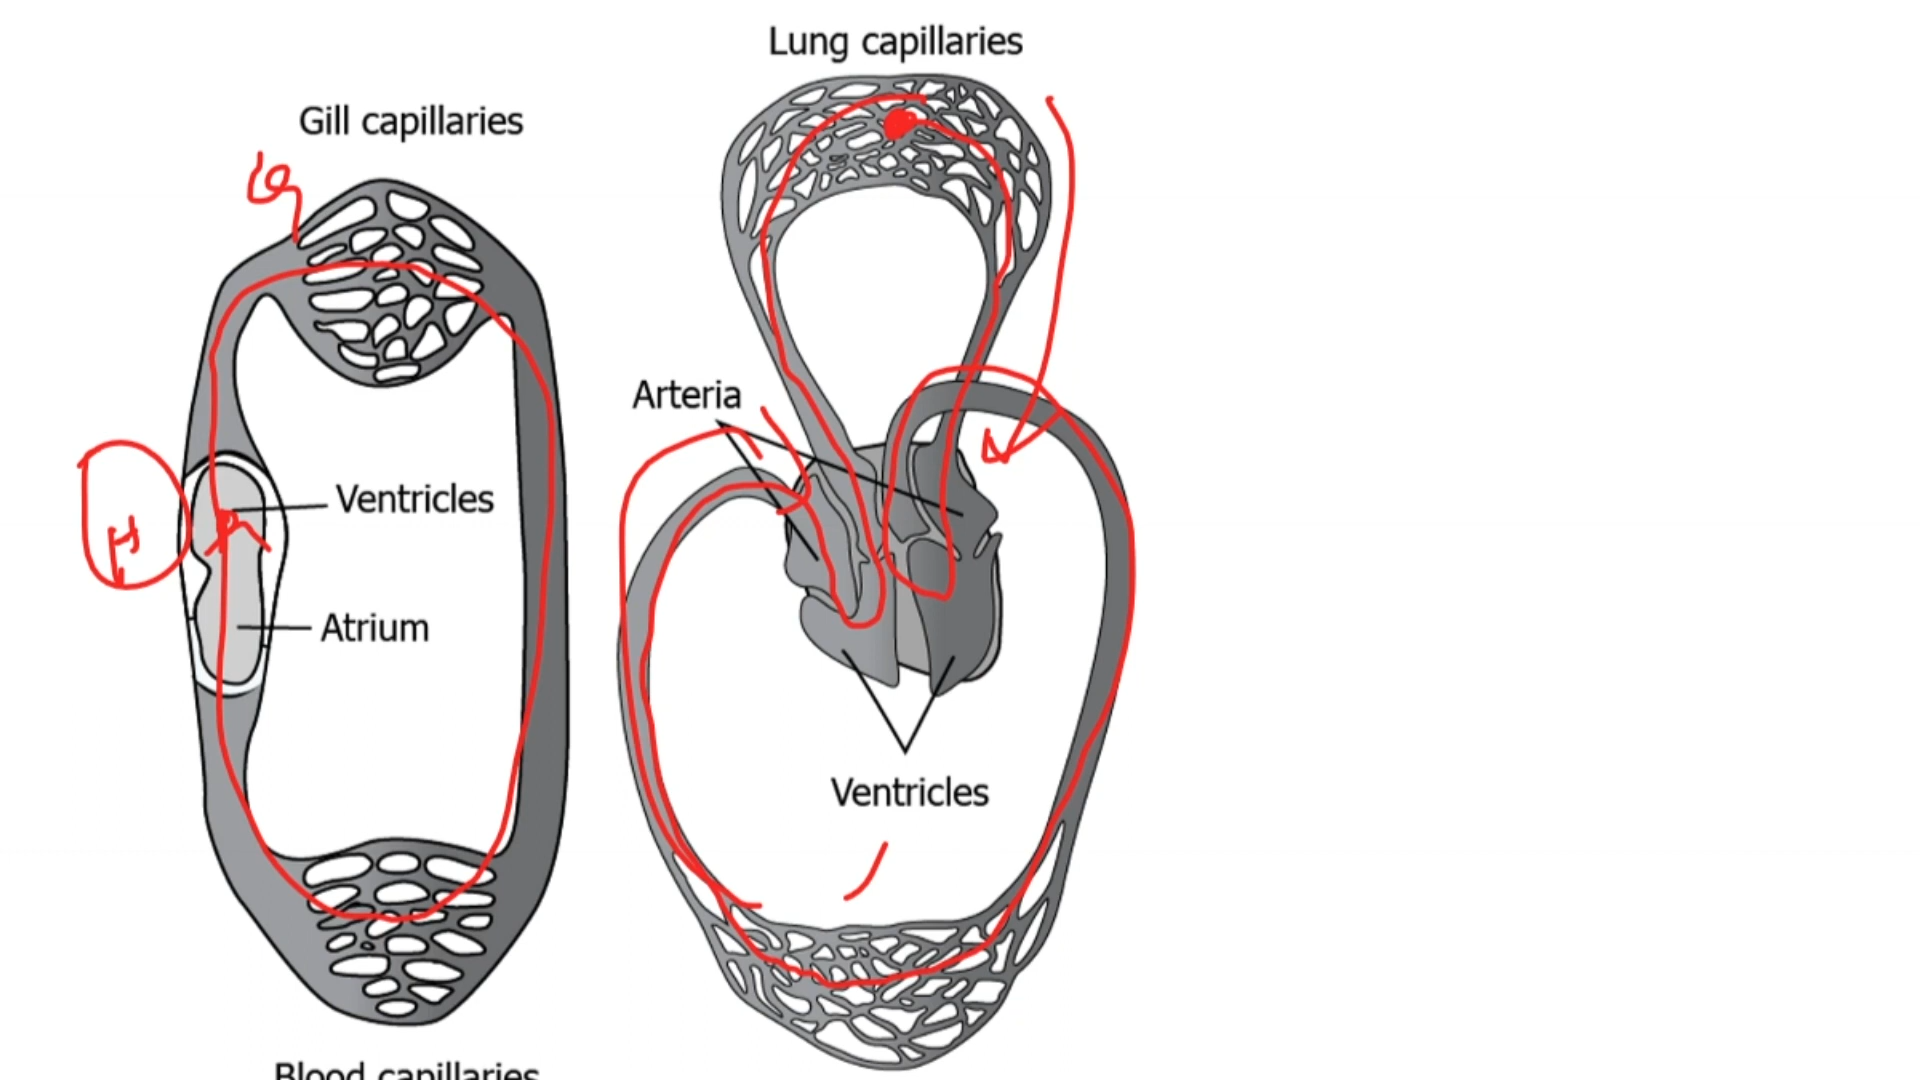 Lung capillaries
Gill capillaries
Arteria
Ventricles
H
Atrium
Ventricles
Blood capillaries